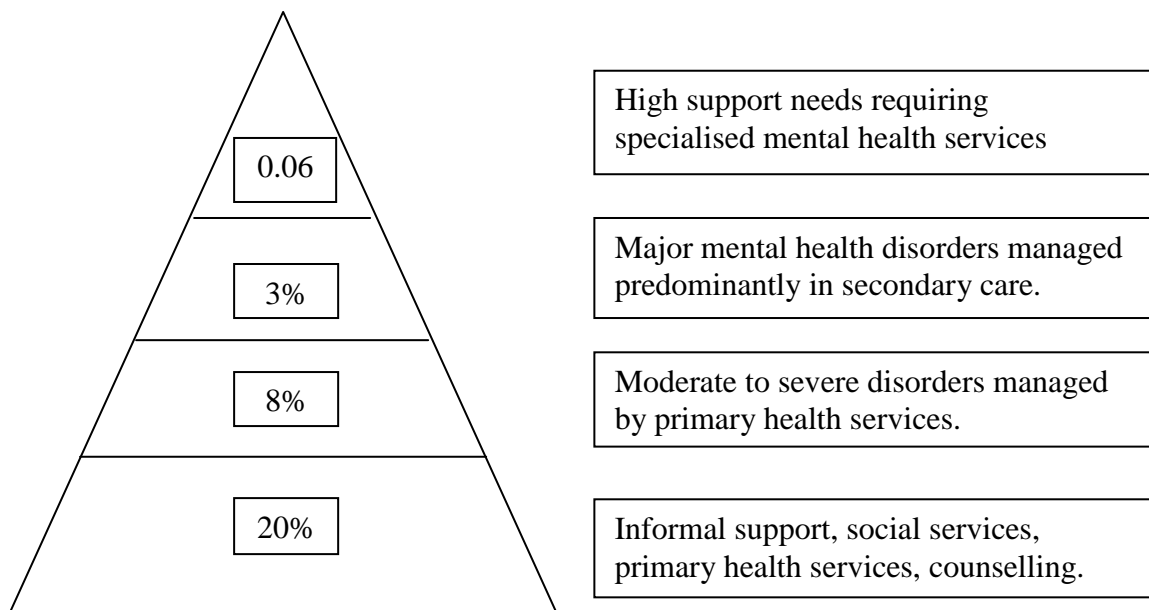 0.06
High support needs requiring
specialised mental health services
3%
Major mental health disorders managed
predominantly in secondary care.
8%
Moderate to severe disorders managed
by primary health services.
20%
Informal support, social services,
primary health services, counselling.